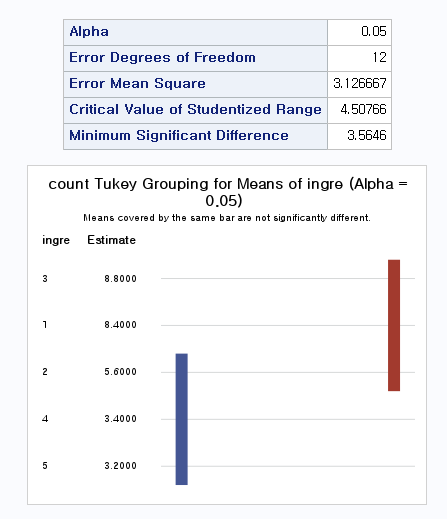 Alpha 0.05
Error Degrees of Freedom 12
Error Mean Square 3.126667
Critical Value of Studentized Range 4.50766
Minimum Significant Difference 3.5646
count Tukey Grouping for Means of ingre (Alpha =
0.05)
Means covered by the same bar are not significantly different.
ingre Estimate
3 8.8000
1 8.4000
2 5.6000
4 3.4000
5 3.2000